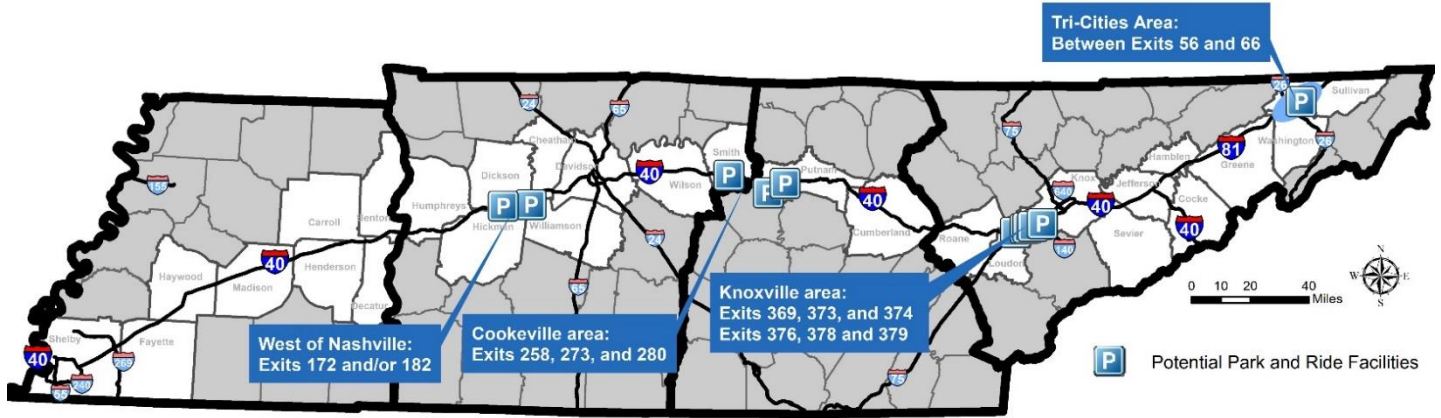 Tri-Cities Area:
Between Exits 56 and 66
26
Sullivan
P
Washington
26
24
65
75
Cheatham
Davidson
Smith
Hamblen
81
Greene
155
Dickson
40
Wilson
P
P
P
Putnam
Knox
Jefferson
640
40
Cocke
40
Carroll
Benton
Humphreys
P
P
Hickman
Williamson
40
Cumberland
Roane
P
Sevier
140
Loudon
N
W
E
S
Haywood
40
Madison
Henderson
Decatur
24
65
0 10 20 40
Miles
Shelby
Fayette
40
269
240
55
West of Nashville:
Exits 172 and/or 182
Cookeville area:
Exits 258, 273, and 280
Knoxville area:
Exits 369, 373, and 374
Exits 376, 378 and 379
75
P
Potential Park and Ride Facilities